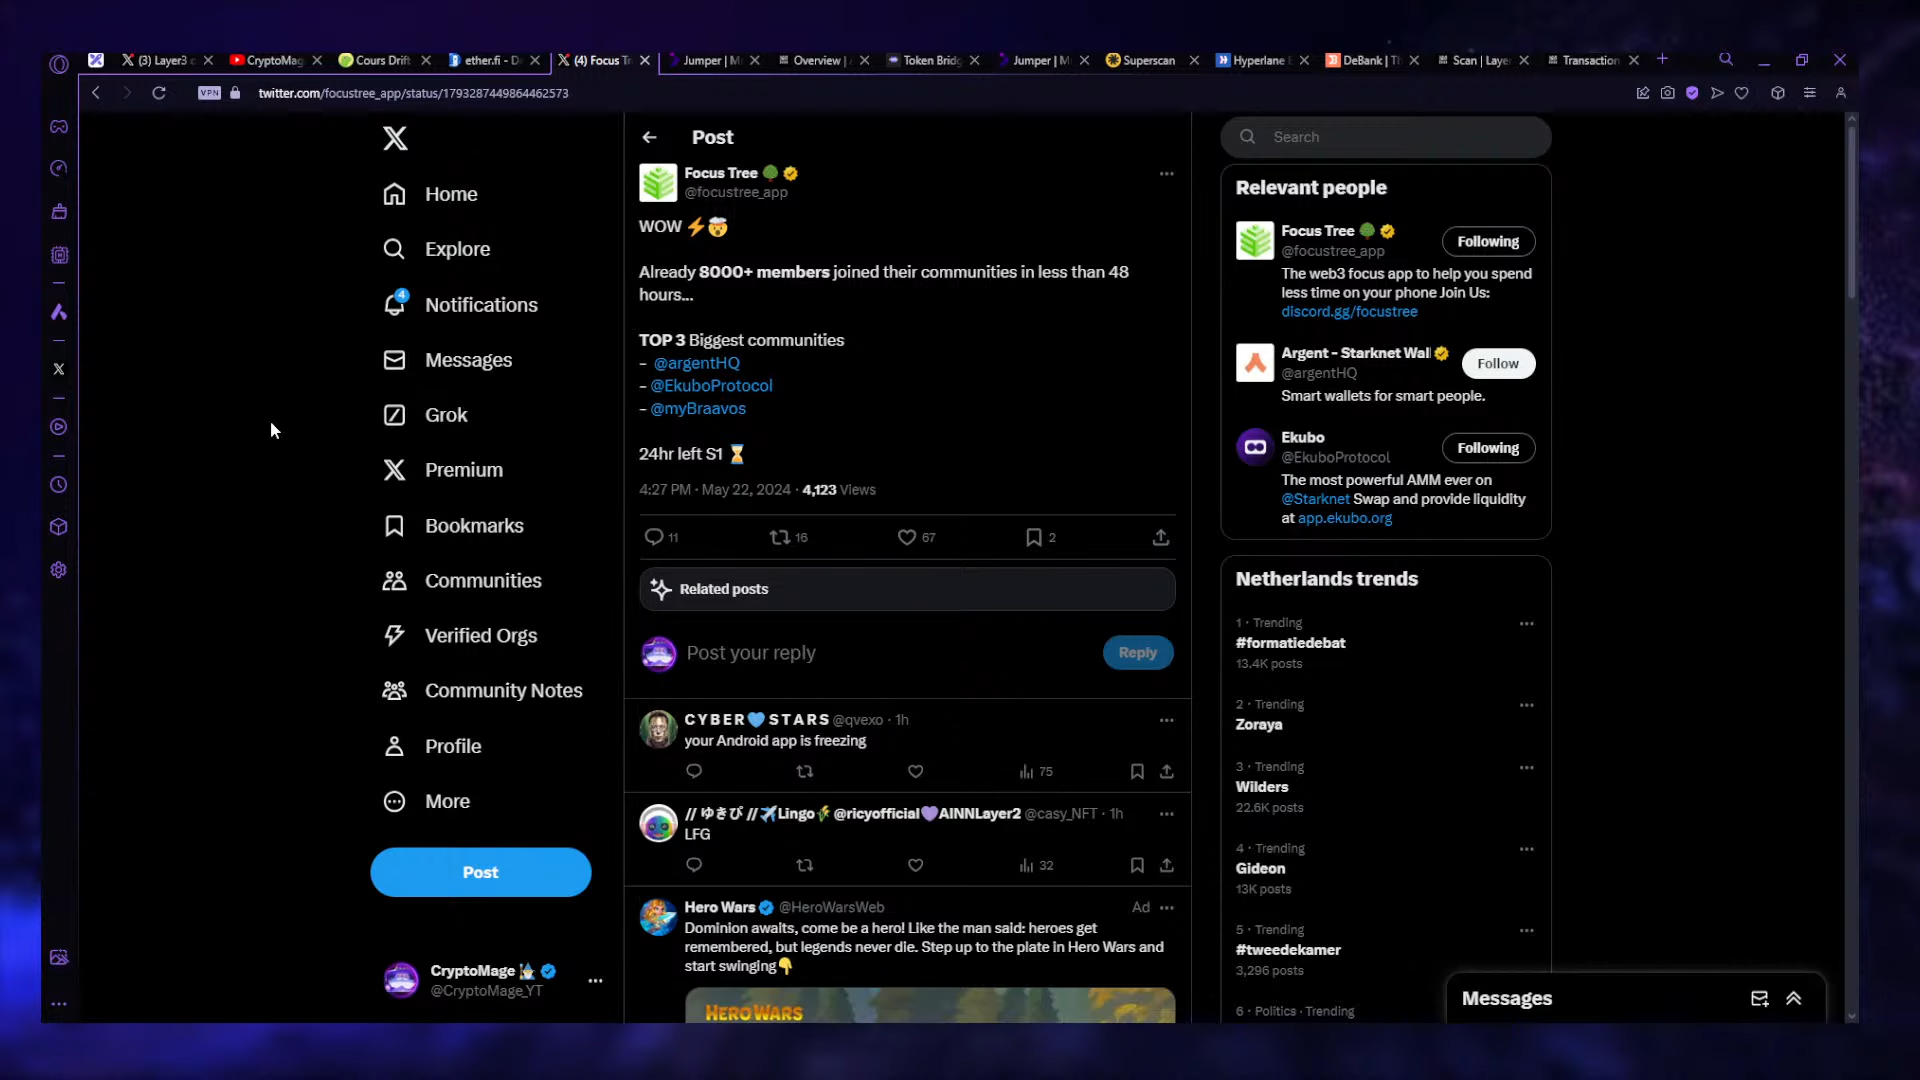 (3) Layer3 c
CryptoMag
Cours Drift
ether.fi - D
(4) Focus Tr
Jumper | M
Overview |
Token Bridg
Jumper | M
Superscan
Hyperlane E
DeBank | Th
Scan | Laye
Transaction
VPN
twitter.com/focustree_app/status/1793287449864462573
Home
Explore
4
Notifications
Messages
Grok
Premium
Bookmarks
Communities
Verified Orgs
Community Notes
Profile
More
Post
CryptoMage
@CryptoMage_YT
Post
Focus Tree
@focustree_app
WOW ⚡🤯
Already 8000+ members joined their communities in less than 48
hours...
TOP 3 Biggest communities
- @argentHQ
- @EkuboProtocol
- @myBraavos
24hr left S1 ⏳
4:27 PM · May 22, 2024 · 4,123 Views
11
16
67
2
Related posts
Post your reply
Reply
C Y B E R 💙 S T A R S @qvexo · 1h
your Android app is freezing
75
// ゆきぴ //✈️Lingo⚡@ricyofficial💜AINNLayer2 @casy_NFT · 1h
LFG
32
Hero Wars @HeroWarsWeb
Ad
Dominion awaits, come be a hero! Like the man said: heroes get
remembered, but legends never die. Step up to the plate in Hero Wars and
start swinging👇
HERO WARS
Search
Relevant people
Focus Tree
@focustree_app
Following
The web3 focus app to help you spend
less time on your phone Join Us:
discord.gg/focustree
Argent - Starknet Wal
@argentHQ
Follow
Smart wallets for smart people.
Ekubo
@EkuboProtocol
Following
The most powerful AMM ever on
@Starknet Swap and provide liquidity
at app.ekubo.org
Netherlands trends
1 · Trending
#formatiedebat
13.4K posts
2 · Trending
Zoraya
3 · Trending
Wilders
22.6K posts
4 · Trending
Gideon
13K posts
5 · Trending
#tweedekamer
3,296 posts
6 · Politics · Trending
Messages